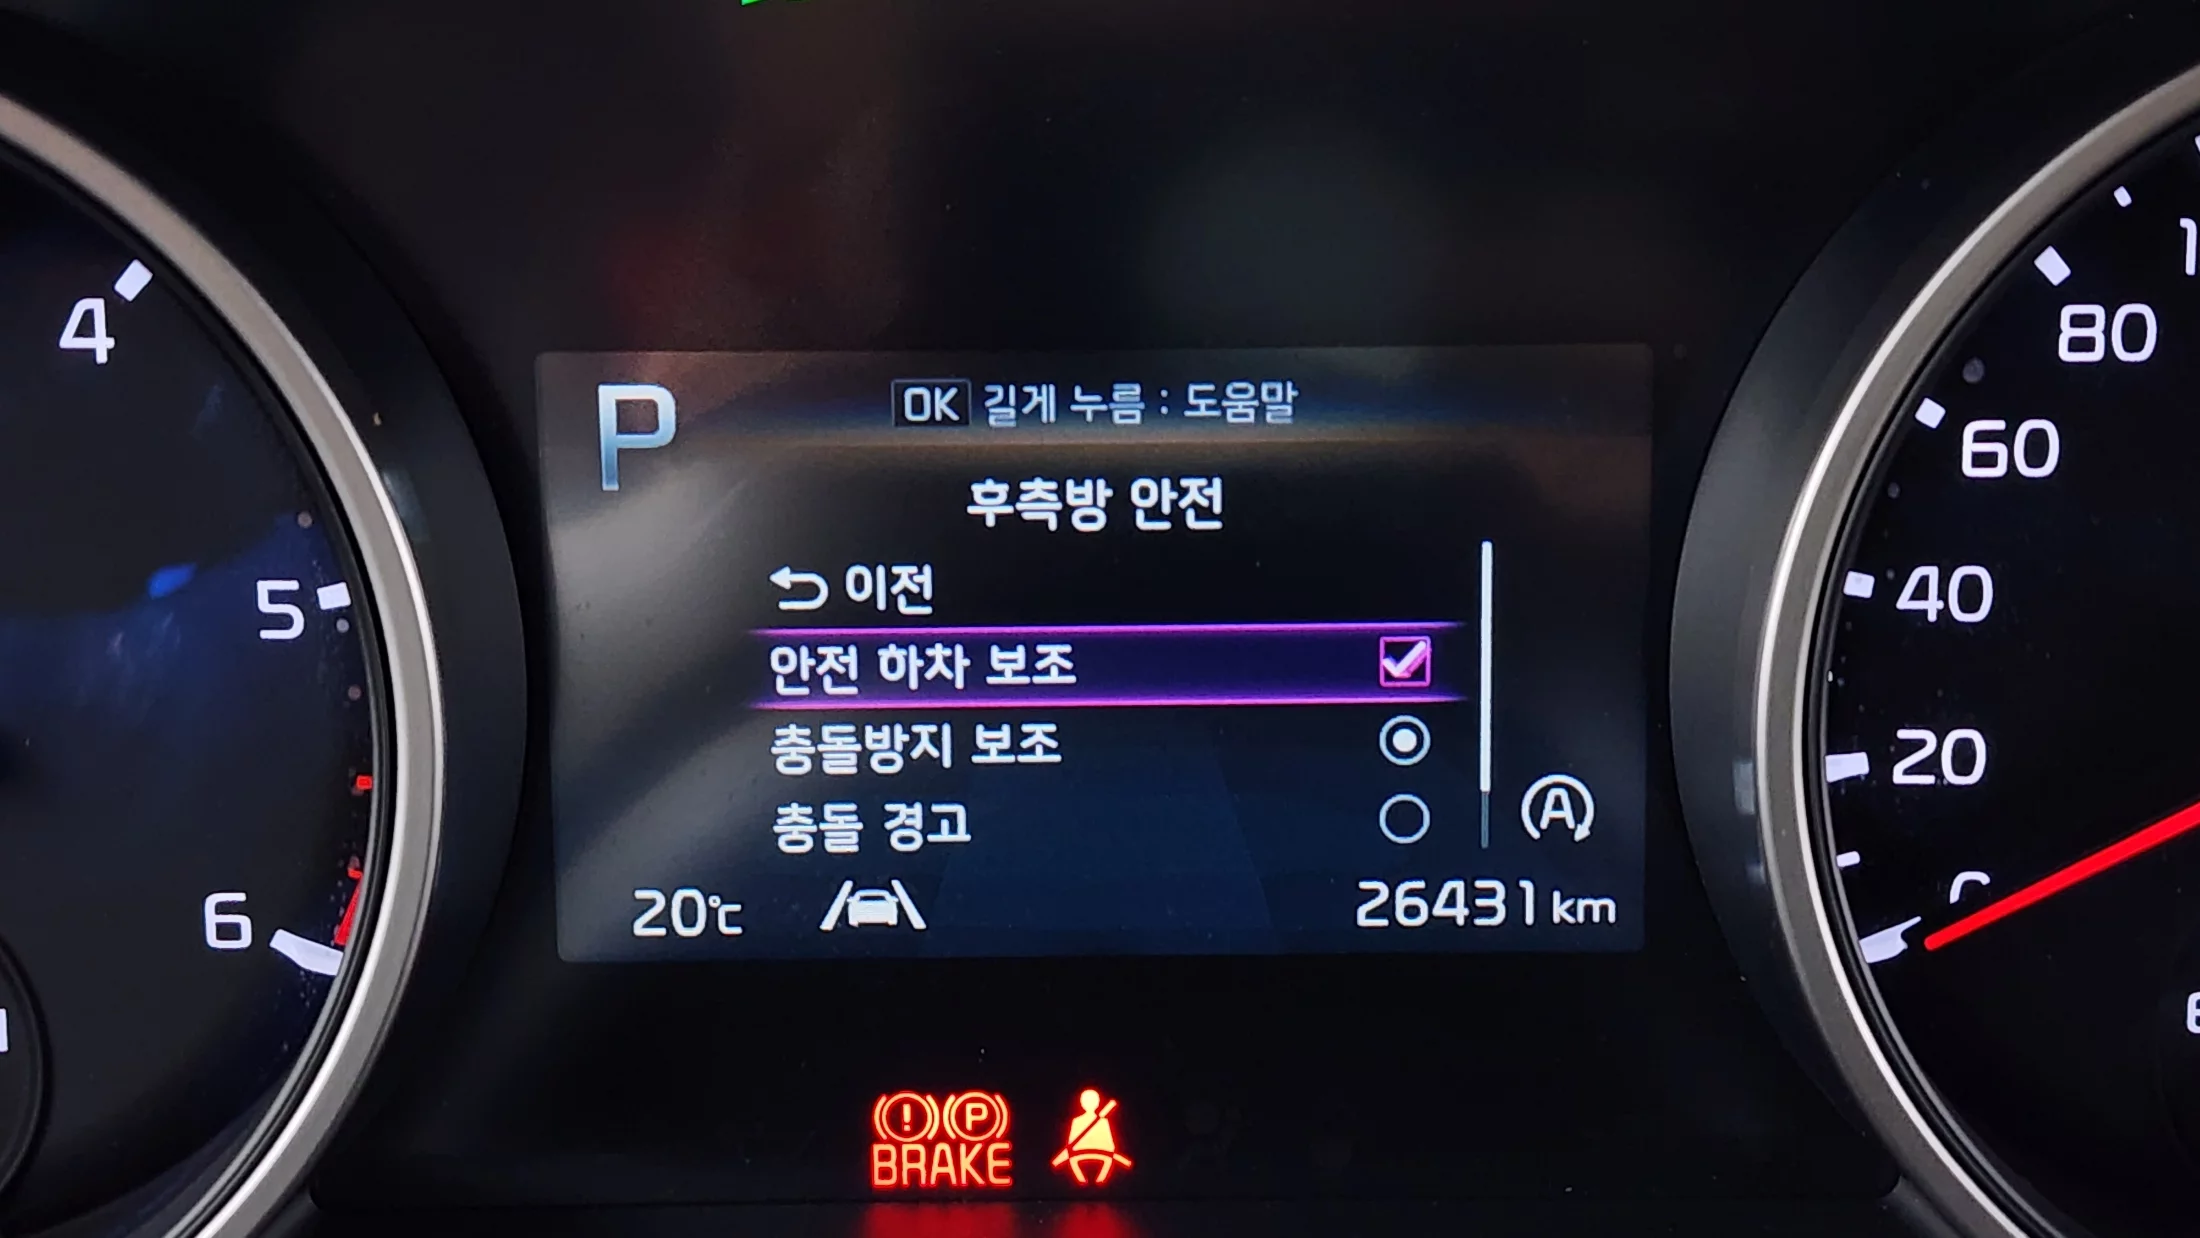 P
OK 길게 누름 : 도움말
후측방 안전
이전
안전 하차 보조
충돌방지 보조
충돌 경고
A
20℃
26431 km
4
5
6
80
60
40
20
BRAKE
P